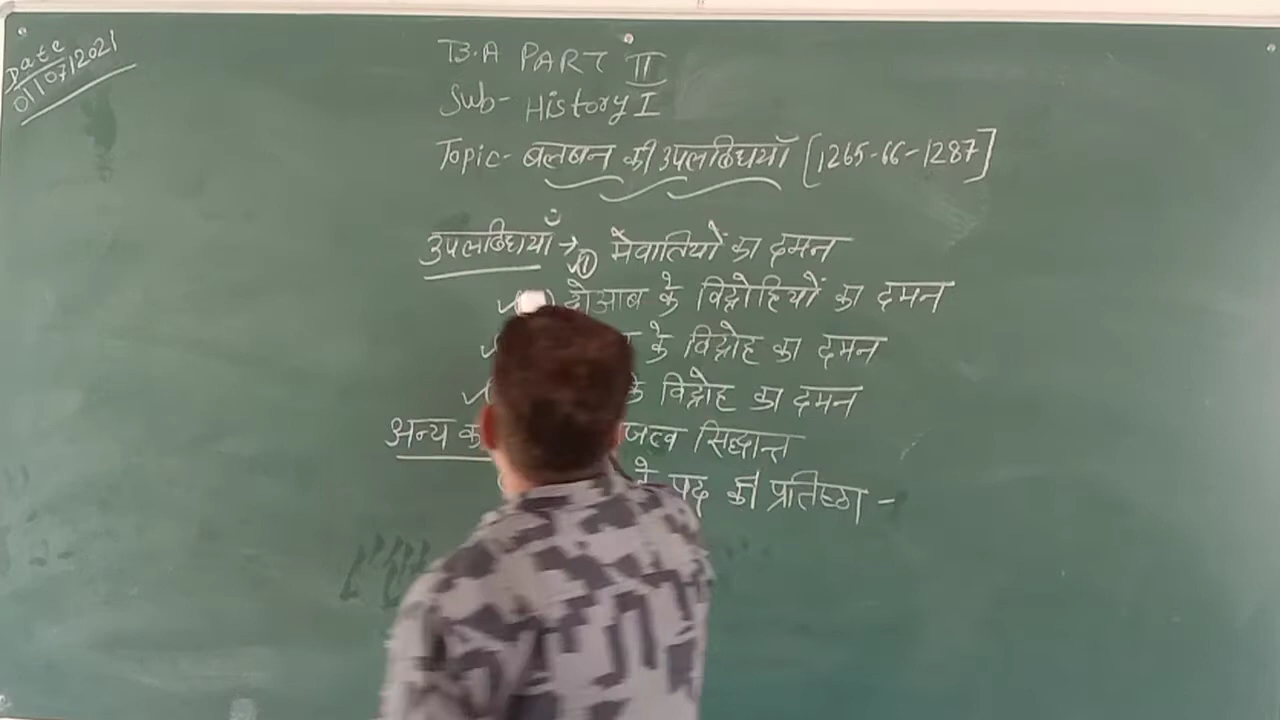 Date
01/07/2021
B.A PART II
Sub- History I
Topic- बलबन की उपलब्धियाँ [1265-66-1287]
उपलब्धियाँ → 1 मेवातियों का दमन
दोआब के विद्रोहियों का दमन
के विद्रोह का दमन
के विद्रोह का दमन
अन्य सिद्धान्त
पद की प्रतिष्ठा -